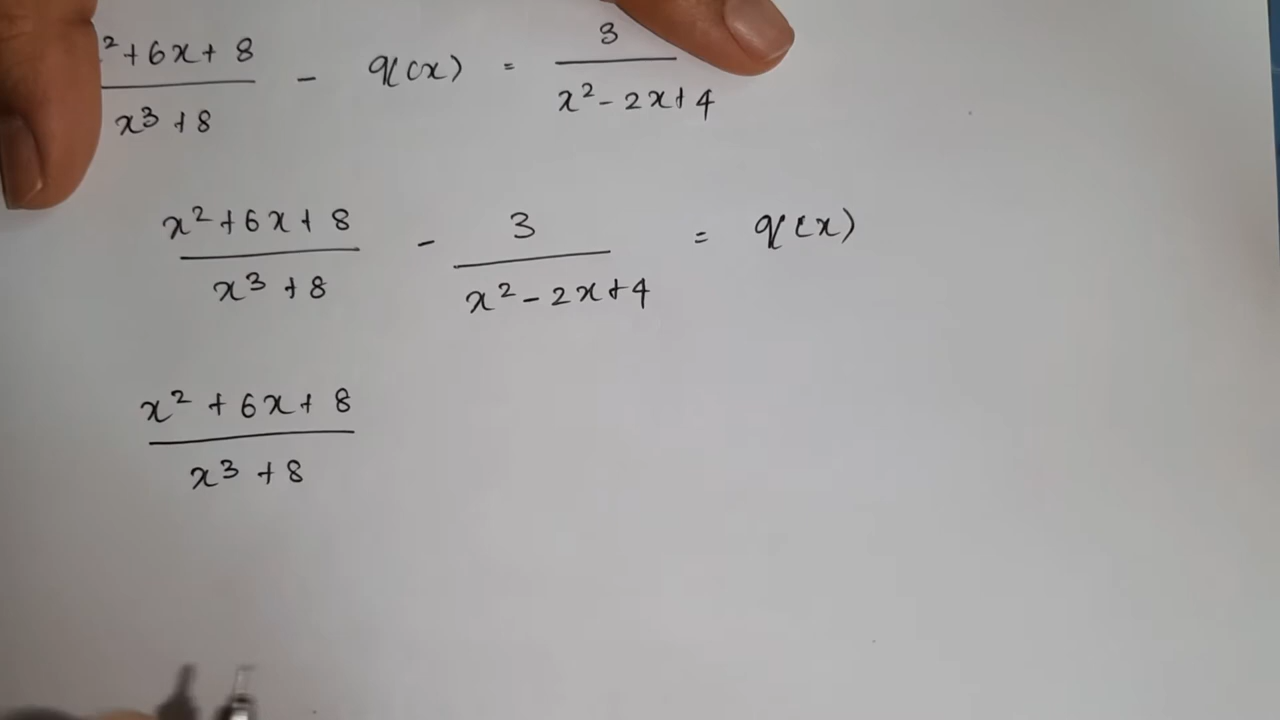 ²+6x+8 / x³+8 - q(x) = 3 / x²-2x+4
x²+6x+8 / x³+8 - 3 / x²-2x+4 = q(x)
x²+6x+8 / x³+8